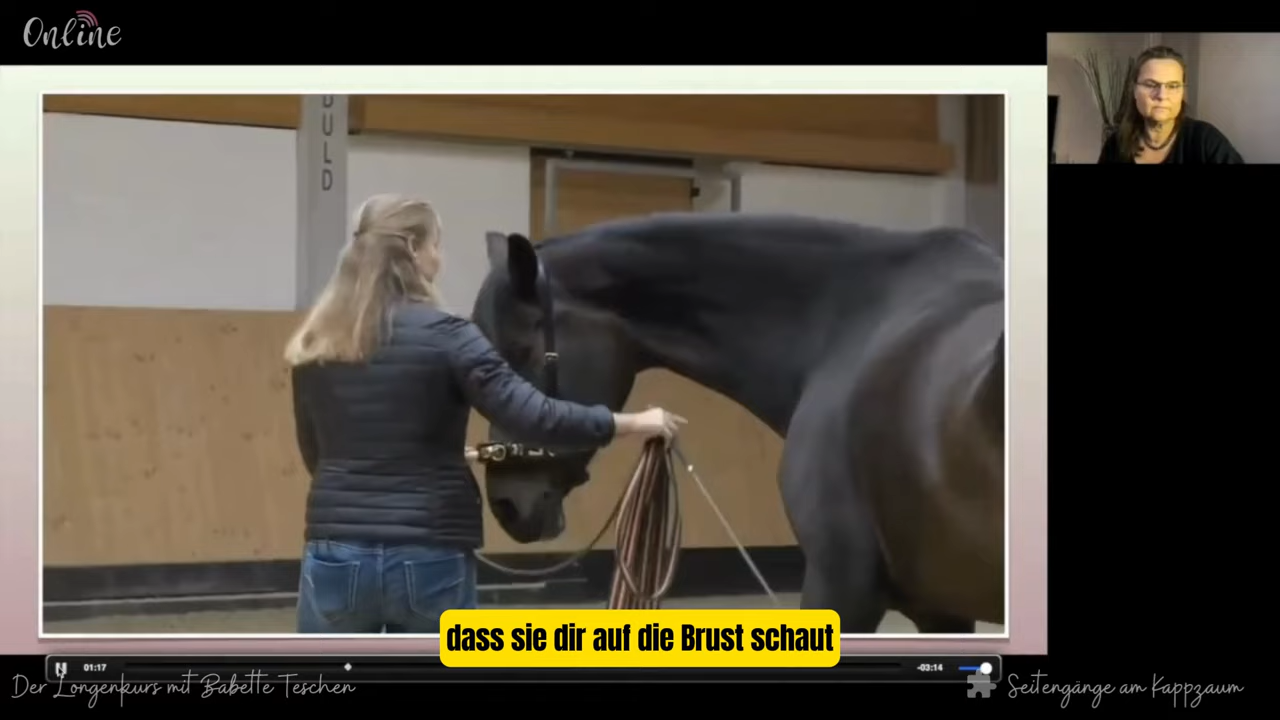 Online
DULD
dass sie dir auf die Brust schaut
01:17
-03:14
Der Longenkurs mit Babette Teschen
Seitengänge am Kappzaum